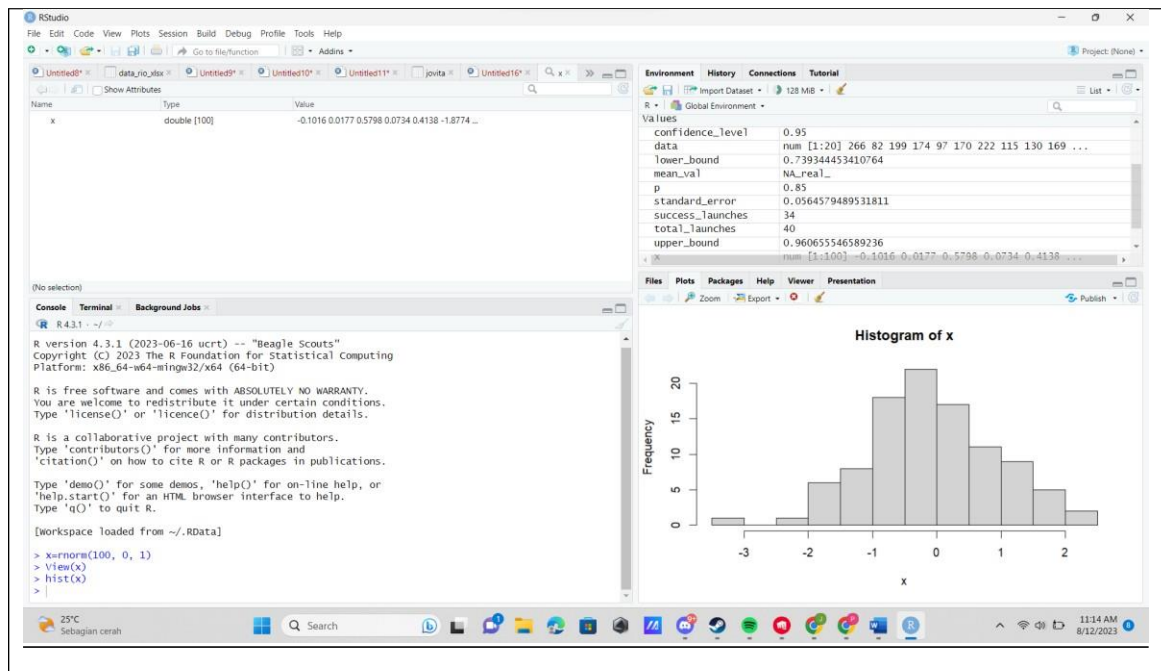 RStudio
File Edit Code View Plots Session Build Debug Profile Tools Help
Go to file/function Addins Project: (None)
Untitled8* data_rio_xlsx Untitled9* Untitled10* Untitled11* jovita Untitled16* x
Show Attributes
Name Type Value
x double [100] -0.1016 0.0177 0.5798 0.0734 0.4138 -1.8774 ...
(No selection)
Console Terminal Background Jobs
R 4.3.1 · ~/
R version 4.3.1 (2023-06-16 ucrt) -- "Beagle Scouts"
Copyright (C) 2023 The R Foundation for Statistical Computing
Platform: x86_64-w64-mingw32/x64 (64-bit)
R is free software and comes with ABSOLUTELY NO WARRANTY.
You are welcome to redistribute it under certain conditions.
Type 'license()' or 'licence()' for distribution details.
R is a collaborative project with many contributors.
Type 'contributors()' for more information and
'citation()' on how to cite R or R packages in publications.
Type 'demo()' for some demos, 'help()' for on-line help, or
'help.start()' for an HTML browser interface to help.
Type 'q()' to quit R.
[Workspace loaded from ~/.RData]
> x=rnorm(100, 0, 1)
> View(x)
> hist(x)
>
Environment History Connections Tutorial
Import Dataset 128 MiB List
R Global Environment
Values
confidence_level 0.95
data num [1:20] 266 82 199 174 97 170 222 115 130 169 ...
lower_bound 0.739344453410764
mean_val NA_real_
p 0.85
standard_error 0.0564579489531811
success_launches 34
total_launches 40
upper_bound 0.960655546589236
x num [1:100] -0.1016 0.0177 0.5798 0.0734 0.4138 ...
Files Plots Packages Help Viewer Presentation
Zoom Export Publish
Histogram of x
Frequency
20
15
10
5
0
-3 -2 -1 0 1 2
x
25°C
Sebagian cerah
Search
11:14 AM
8/12/2023